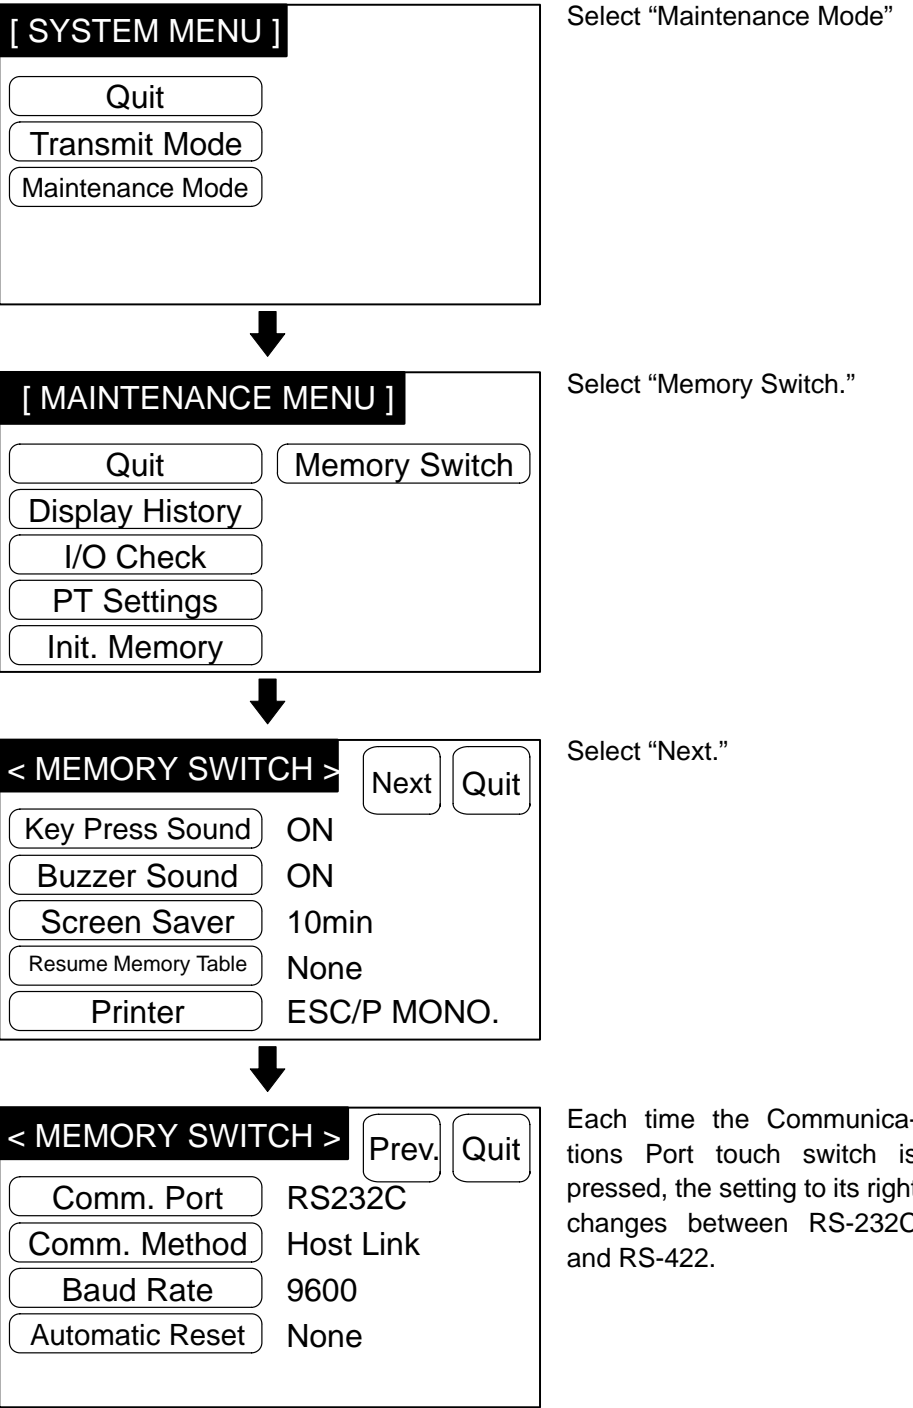 [ SYSTEM MENU ]
Select “Maintenance Mode”
Quit
Transmit Mode
Maintenance Mode
[ MAINTENANCE MENU ]
Select “Memory Switch.”
Quit
Memory Switch
Display History
I/O Check
PT Settings
Init. Memory
< MEMORY SWITCH >
Next
Quit
Select “Next.”
Key Press Sound ON
Buzzer Sound ON
Screen Saver 10min
Resume Memory Table None
Printer ESC/P MONO.
< MEMORY SWITCH >
Prev.
Quit
Comm. Port RS232C
Comm. Method Host Link
Baud Rate 9600
Automatic Reset None
Each time the Communica-
tions Port touch switch is
pressed, the setting to its right
changes between RS-232C
and RS-422.